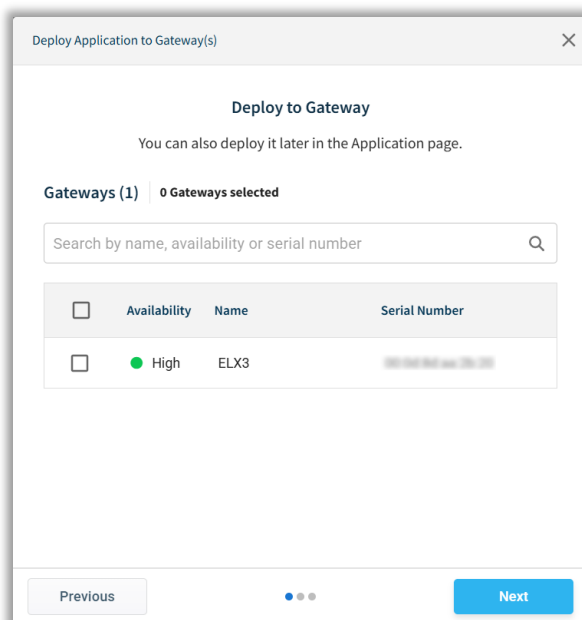 Deploy Application to Gateway(s)
Deploy to Gateway
You can also deploy it later in the Application page.
Gateways (1) 0 Gateways selected
Search by name, availability or serial number
Availability Name Serial Number
High ELX3
Previous Next